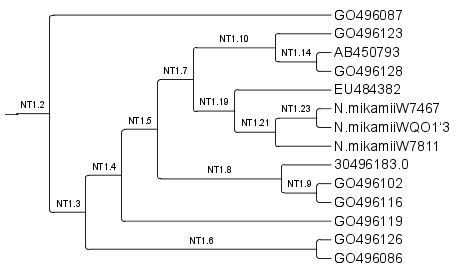 GO496087
GO496123
NT1.10
AB450793
NT1.14
GO496128
NT1.7
EU484382
NT1.2
NT1.19
NT1.23
N.mikamiiW7467
NT1.5
NT1.21
N.mikamiiWQO1'3
N.mikamiiW7811
30496183.0
NT1.4
NT1.8
NT1.9
GO496102
GO496116
NT1.3
GO496119
NT1.6
GO496126
GO496086